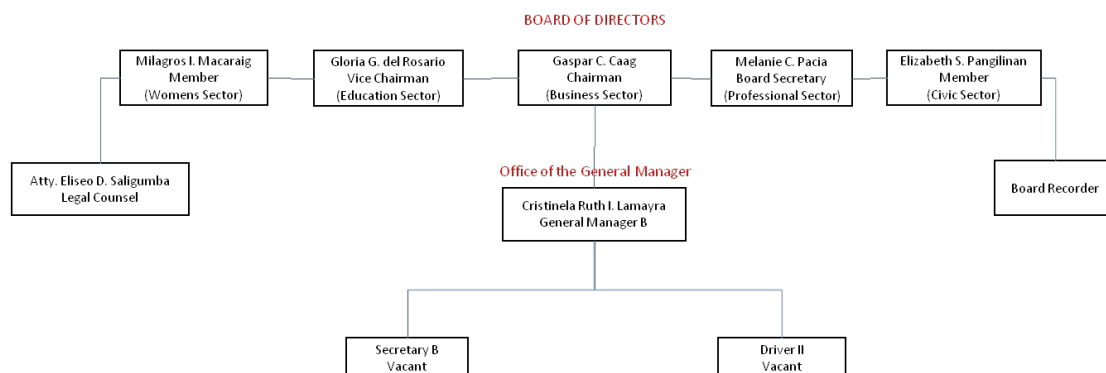 BOARD OF DIRECTORS
Milagros I. Macaraig
Member
(Womens Sector)
Gloria G. del Rosario
Vice Chairman
(Education Sector)
Gaspar C. Caag
Chairman
(Business Sector)
Melanie C. Pacia
Board Secretary
(Professional Sector)
Elizabeth S. Pangilinan
Member
(Civic Sector)
Atty. Eliseo D. Saligumba
Legal Counsel
Office of the General Manager
Board Recorder
Cristinela Ruth I. Lamayra
General Manager B
Secretary B
Vacant
Driver II
Vacant